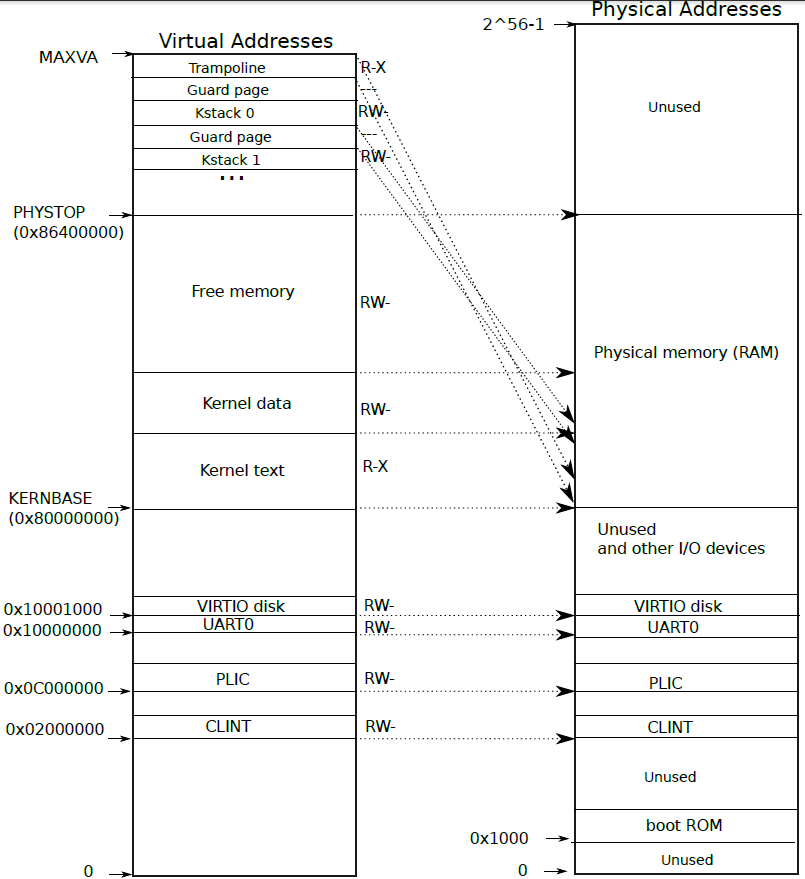 Physical Addresses
2^56-1
Virtual Addresses
MAXVA
Trampoline
R-X
Guard page
---
Unused
Kstack 0
RW-
Guard page
---
Kstack 1
RW-
...
PHYSTOP
(0x86400000)
Free memory
RW-
Physical memory (RAM)
Kernel data
RW-
Kernel text
R-X
KERNBASE
(0x80000000)
Unused
and other I/O devices
0x10001000
VIRTIO disk
RW-
VIRTIO disk
0x10000000
UART0
RW-
UART0
0x0C000000
PLIC
RW-
PLIC
0x02000000
CLINT
RW-
CLINT
Unused
boot ROM
0x1000
Unused
0
0